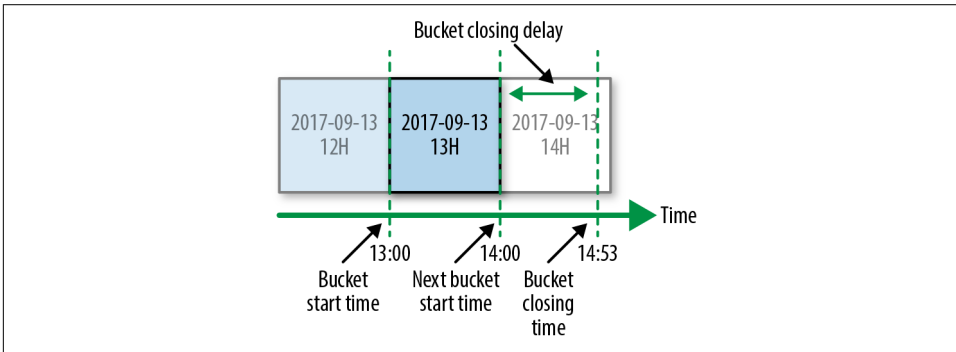 Bucket closing delay
2017-09-13
12H
2017-09-13
13H
2017-09-13
14H
Time
13:00
14:00
14:53
Bucket
start time
Next bucket
start time
Bucket
closing
time